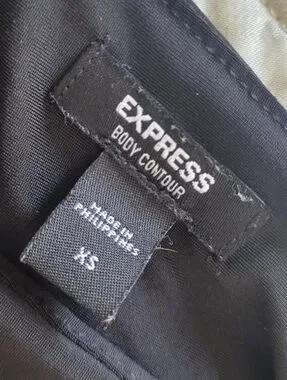 EXPRESS
BODY CONTOUR
MADE IN
PHILIPPINES
XS